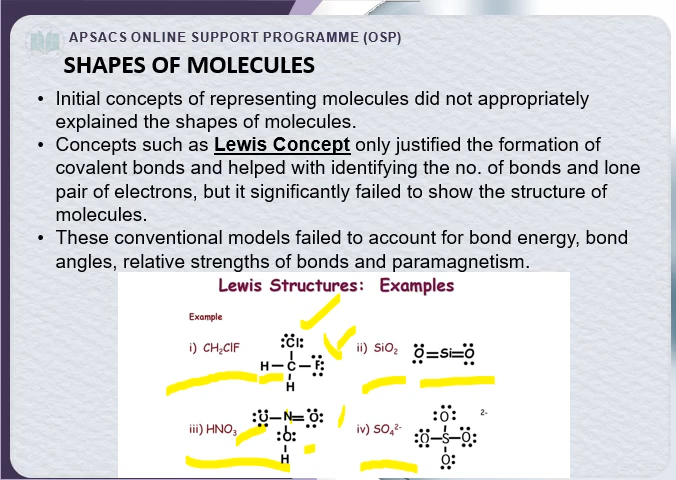 APSACS ONLINE SUPPORT PROGRAMME (OSP)
SHAPES OF MOLECULES
• Initial concepts of representing molecules did not appropriately
explained the shapes of molecules.
• Concepts such as Lewis Concept only justified the formation of
covalent bonds and helped with identifying the no. of bonds and lone
pair of electrons, but it significantly failed to show the structure of
molecules.
• These conventional models failed to account for bond energy, bond
angles, relative strengths of bonds and paramagnetism.
Lewis Structures: Examples
Example
i) CH₂ClF
Cl
H—C—F
H
ii) SiO₂
O=Si=O
iii) HNO₃
O—N=O
O
H
iv) SO₄²⁻
2-
O
O—S—O
O